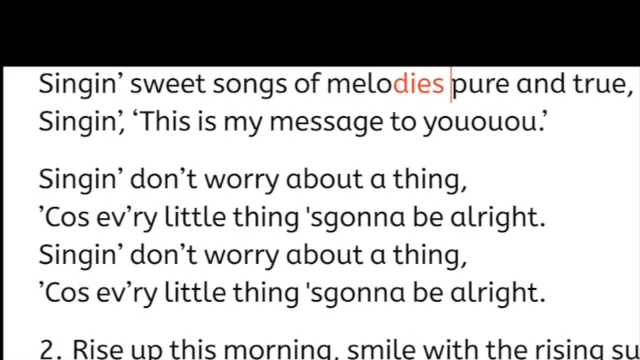 Singin’ sweet songs of melodies pure and true,
Singin’, ‘This is my message to yououou.’
Singin’ don’t worry about a thing,
’Cos ev’ry little thing 'sgonna be alright.
Singin’ don’t worry about a thing,
’Cos ev’ry little thing 'sgonna be alright.
2. Rise up this morning, smile with the rising